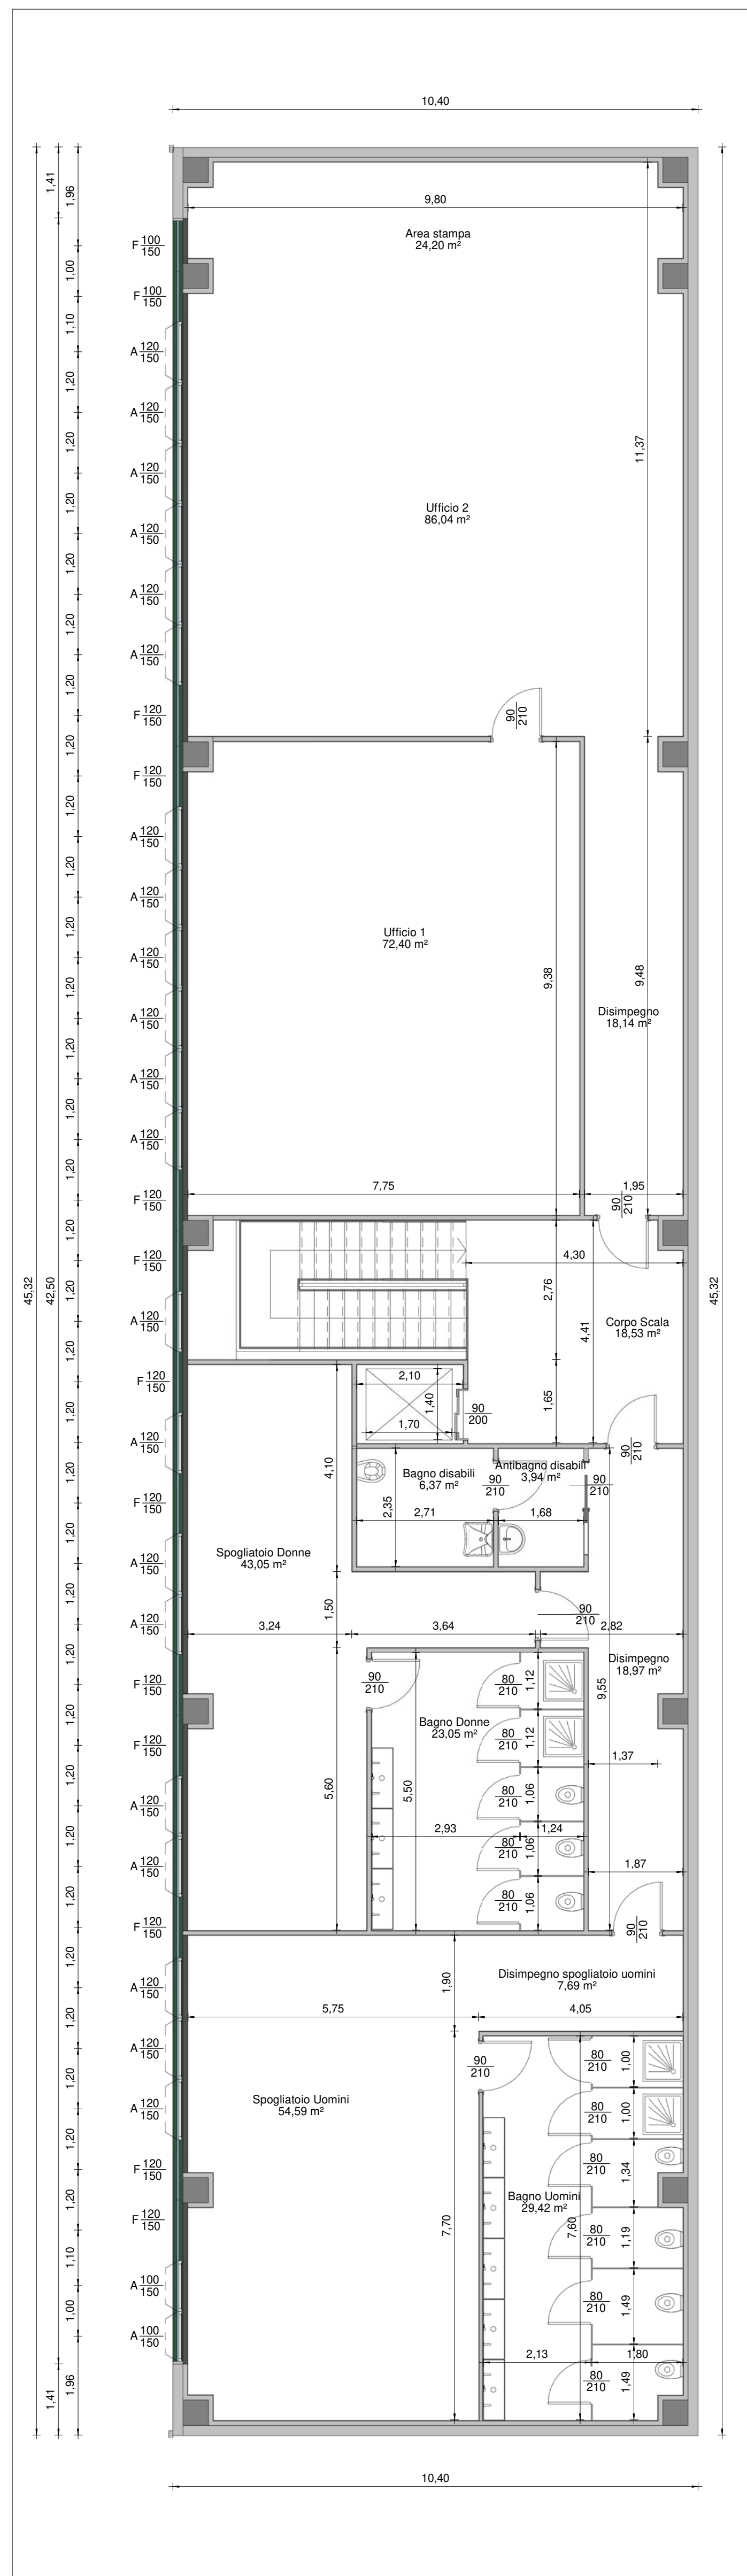 10,40
1,41
1,96
9,80
Area stampa
24,20 m²
F 100
150
1,00
F 100
150
1,10
A 120
150
1,20
A 120
150
1,20
A 120
150
11,37
1,20
Ufficio 2
86,04 m²
A 120
150
1,20
A 120
150
1,20
A 120
150
1,20
F 120
150
90
210
1,20
F 120
150
1,20
A 120
150
1,20
A 120
150
Ufficio 1
72,40 m²
1,20
A 120
150
9,38
9,48
1,20
A 120
150
Disimpegno
18,14 m²
1,20
A 120
150
1,20
A 120
150
1,20
F 120
150
7,75
1,95
90
210
1,20
F 120
150
4,30
45,32
42,50
45,32
2,76
1,20
A 120
150
4,41
Corpo Scala
18,53 m²
1,20
F 120
150
2,10
1,40
1,65
1,70
90
200
1,20
A 120
150
90
210
4,10
Bagno disabili
6,37 m²
Antibagno disabili
3,94 m²
90
210
90
210
1,20
F 120
150
2,35
2,71
1,68
1,20
A 120
150
Spogliatoio Donne
43,05 m²
1,20
A 120
150
1,50
3,24
3,64
90
210
2,82
1,20
F 120
150
90
210
80
210
1,12
Disimpegno
18,97 m²
9,55
1,20
F 120
150
Bagno Donne
23,05 m²
80
210
1,12
1,37
1,20
A 120
150
80
210
1,06
5,60
5,50
1,20
A 120
150
2,93
1,24
80
210
1,06
1,87
1,20
F 120
150
80
210
1,06
90
210
1,20
A 120
150
1,90
Disimpegno spogliatoio uomini
7,69 m²
5,75
4,05
1,20
A 120
150
90
210
80
210
1,00
1,20
A 120
150
Spogliatoio Uomini
54,59 m²
80
210
1,00
1,20
F 120
150
80
210
1,34
1,20
F 120
150
Bagno Uomini
29,42 m²
7,70
7,60
80
210
1,19
1,10
A 100
150
80
210
1,49
1,00
A 100
150
2,13
1,80
80
210
1,49
1,41
1,96
10,40